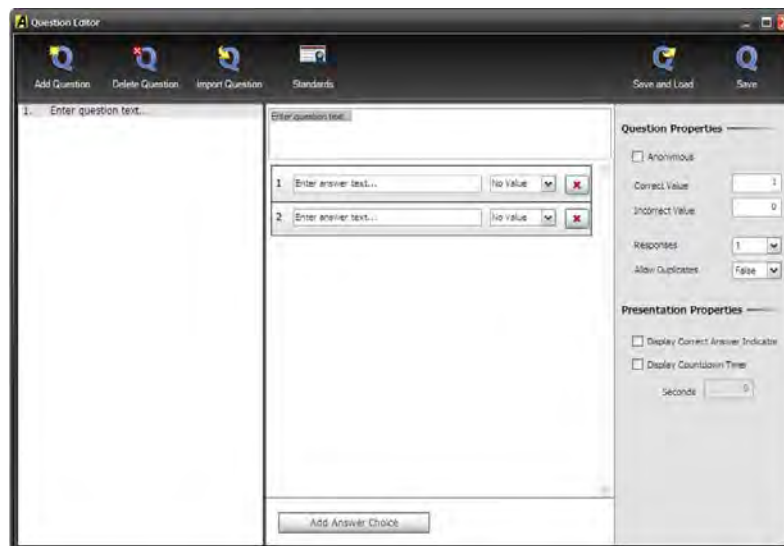 Question Editor
Add Question Delete Question Import Question Standards Save and Load Save
1. Enter question text...
Enter question text...
1 Enter answer text... No Value
2 Enter answer text... No Value
Add Answer Choice
Question Properties
Anonymous
Correct Value 1
Incorrect Value 0
Responses 1
Allow Duplicates False
Presentation Properties
Display Correct Answer Indicator
Display Countdown Timer
Seconds 0